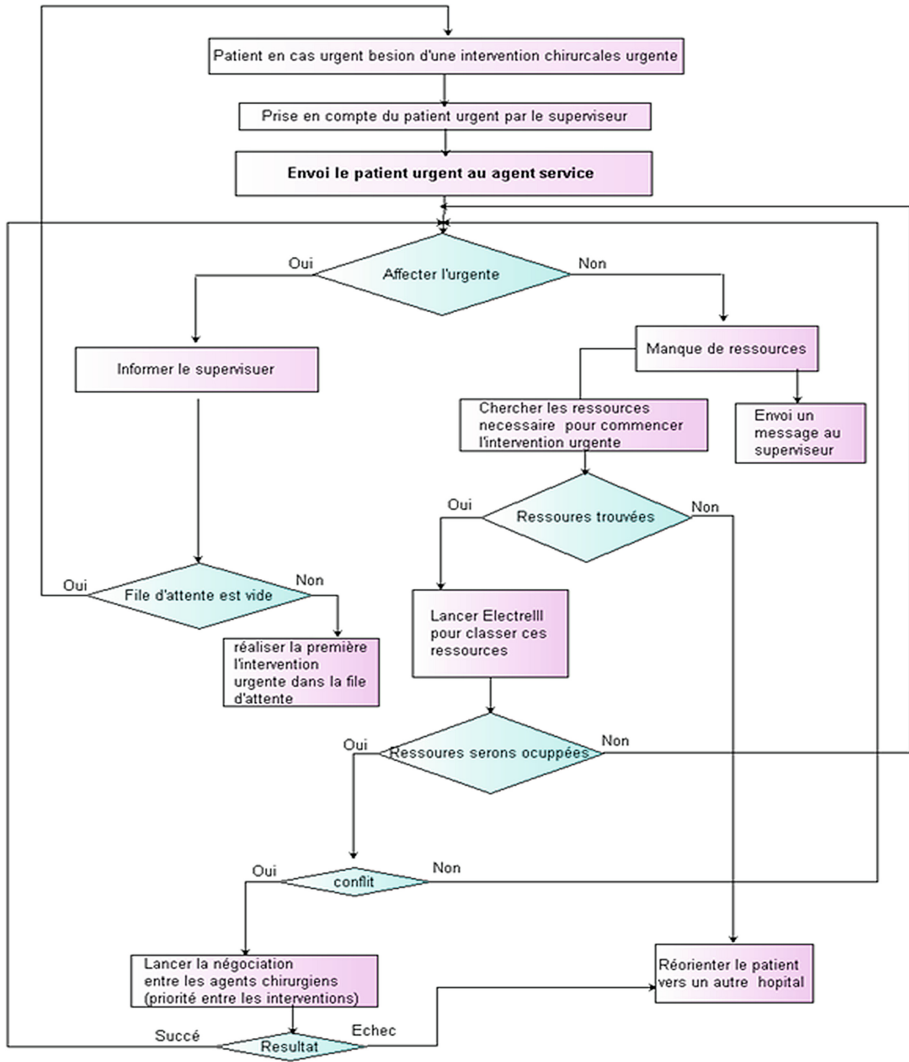 Patient en cas urgent besion d'une intervention chirurcales urgente
Prise en compte du patient urgent par le superviseur
Envoi le patient urgent au agent service
Oui
Affecter l'urgente
Non
Informer le supervisuer
Manque de ressources
Chercher les ressources
necessaire pour commencer
l'intervention urgente
Envoi un
message au
superviseur
Oui
Ressoures trouvées
Non
Oui
File d'attente est vide
Non
réaliser la première
l'intervention
urgente dans la file
d'attente
Lancer ElectreIII
pour classer ces
ressources
Oui
Ressoures serons ocuppées
Non
Oui
conflit
Non
Lancer la négociation
entre les agents chirurgiens
(priorité entre les interventions)
Réorienter le patient
vers un autre hopital
Succé
Resultat
Echec